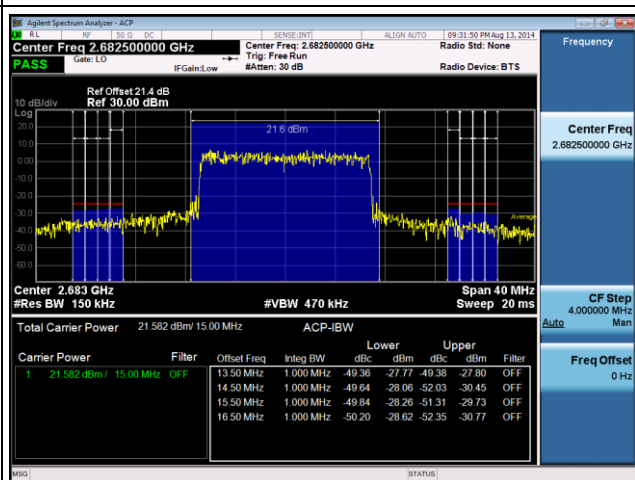 Agilent Spectrum Analyzer - ACP
RL RF 50 Ω DC SENSE:INT ALIGN AUTO 09:31:50 PM Aug 13, 2014
Center Freq 2.682500000 GHz Center Freq: 2.682500000 GHz Radio Std: None Frequency
PASS Gate: LO IFGain:Low Trig: Free Run
#Atten: 30 dB Radio Device: BTS
Ref Offset 21.4 dB
10 dB/div Ref 30.00 dBm
Log
20.0
10.0
0.00
-10.0
-20.0
-30.0
-40.0
-50.0
-60.0
21.6 dBm
Average
Center Freq
2.682500000 GHz
Center 2.683 GHz Span 40 MHz
#Res BW 150 kHz #VBW 470 kHz Sweep 20 ms
CF Step
4.000000 MHz
Auto Man
Total Carrier Power 21.582 dBm/ 15.00 MHz ACP-IBW
Lower Upper
Carrier Power Filter Offset Freq Integ BW dBc dBm dBc dBm Filter
1 21.582 dBm / 15.00 MHz OFF 13.50 MHz 1.000 MHz -49.36 -27.77 -49.38 -27.80 OFF
14.50 MHz 1.000 MHz -49.64 -28.06 -52.03 -30.45 OFF
15.50 MHz 1.000 MHz -49.84 -28.26 -51.31 -29.73 OFF
16.50 MHz 1.000 MHz -50.20 -28.62 -52.35 -30.77 OFF
Freq Offset
0 Hz
MSG STATUS